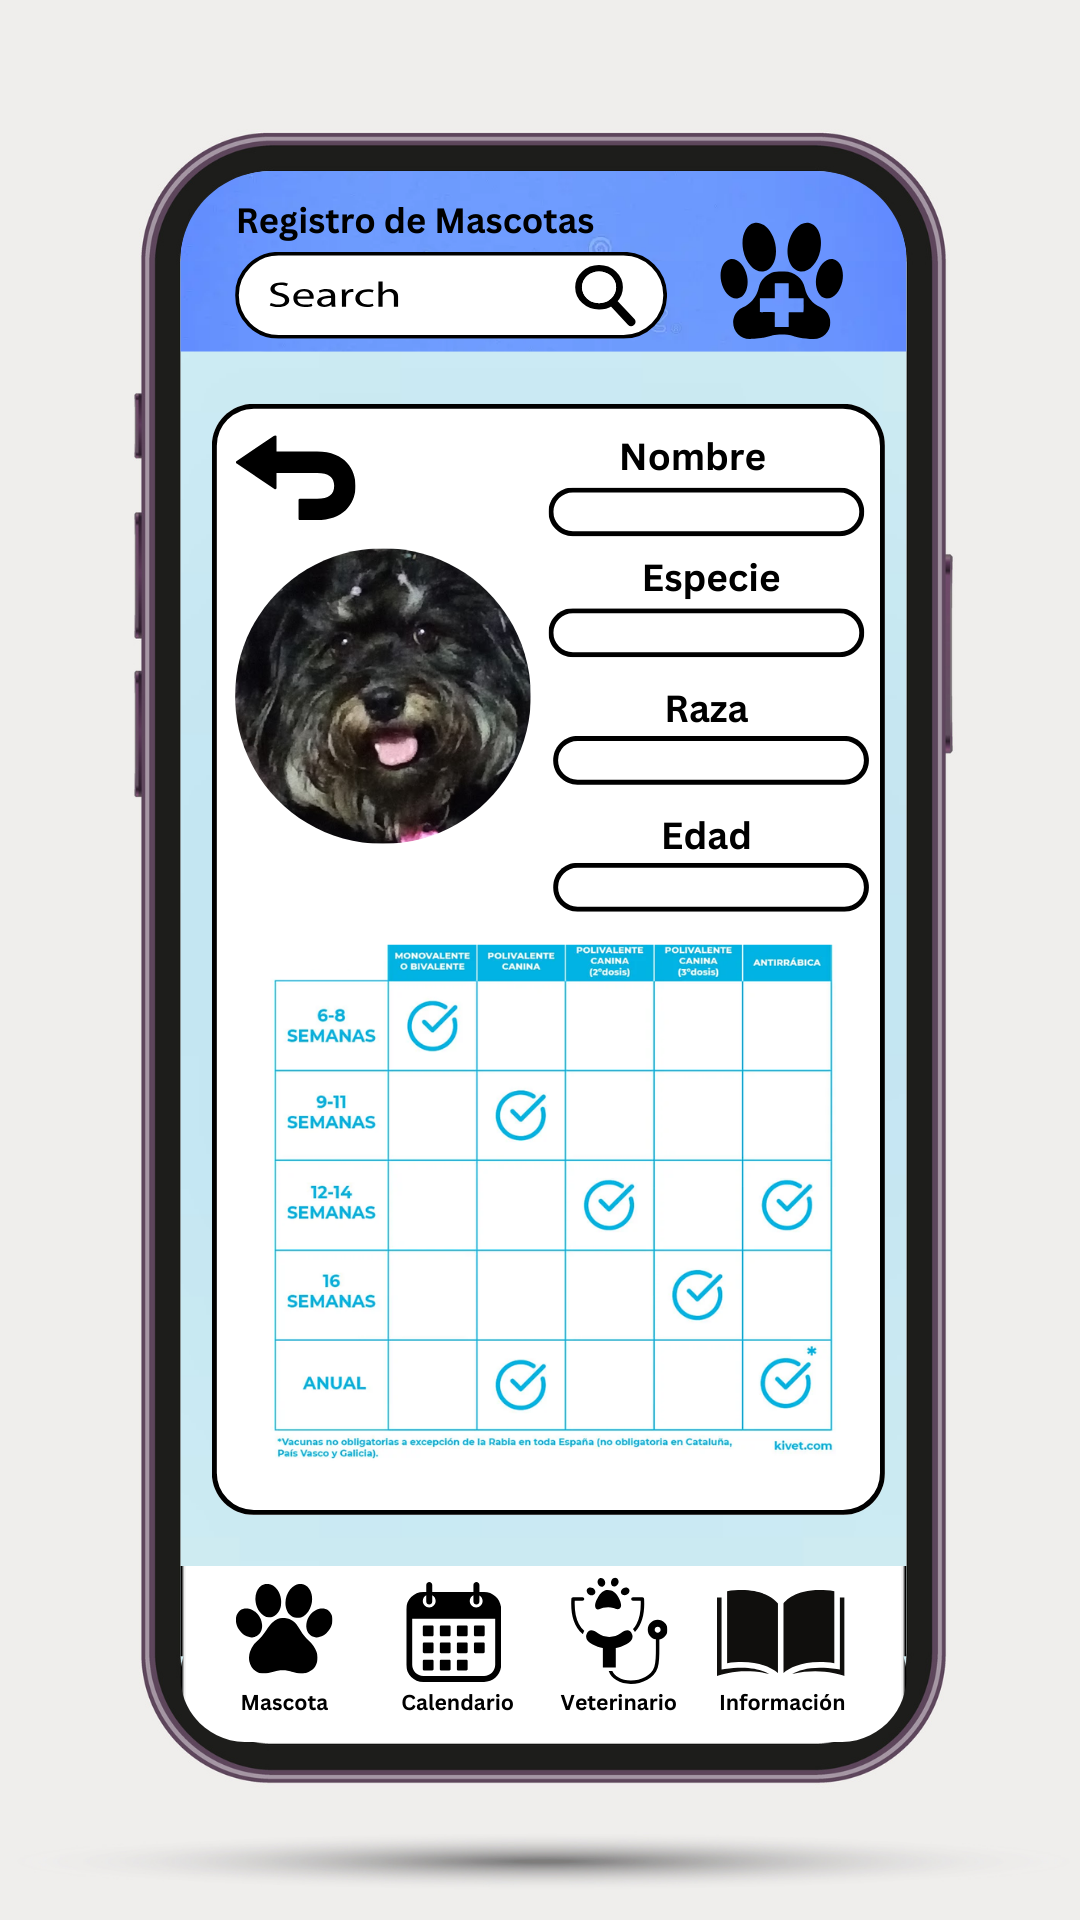 Registro de Mascotas
Search
Nombre
Especie
Raza
Edad
MONOVALENTE
O BIVALENTE
POLIVALENTE
CANINA
POLIVALENTE
CANINA
(2ºdosis)
POLIVALENTE
CANINA
(3ºdosis)
ANTIRRÁBICA
6-8
SEMANAS
9-11
SEMANAS
12-14
SEMANAS
16
SEMANAS
ANUAL
*
*Vacunas no obligatorias a excepción de la Rabia en toda España (no obligatoria en Cataluña,
País Vasco y Galicia).
kivet.com
Mascota
Calendario
Veterinario
Información